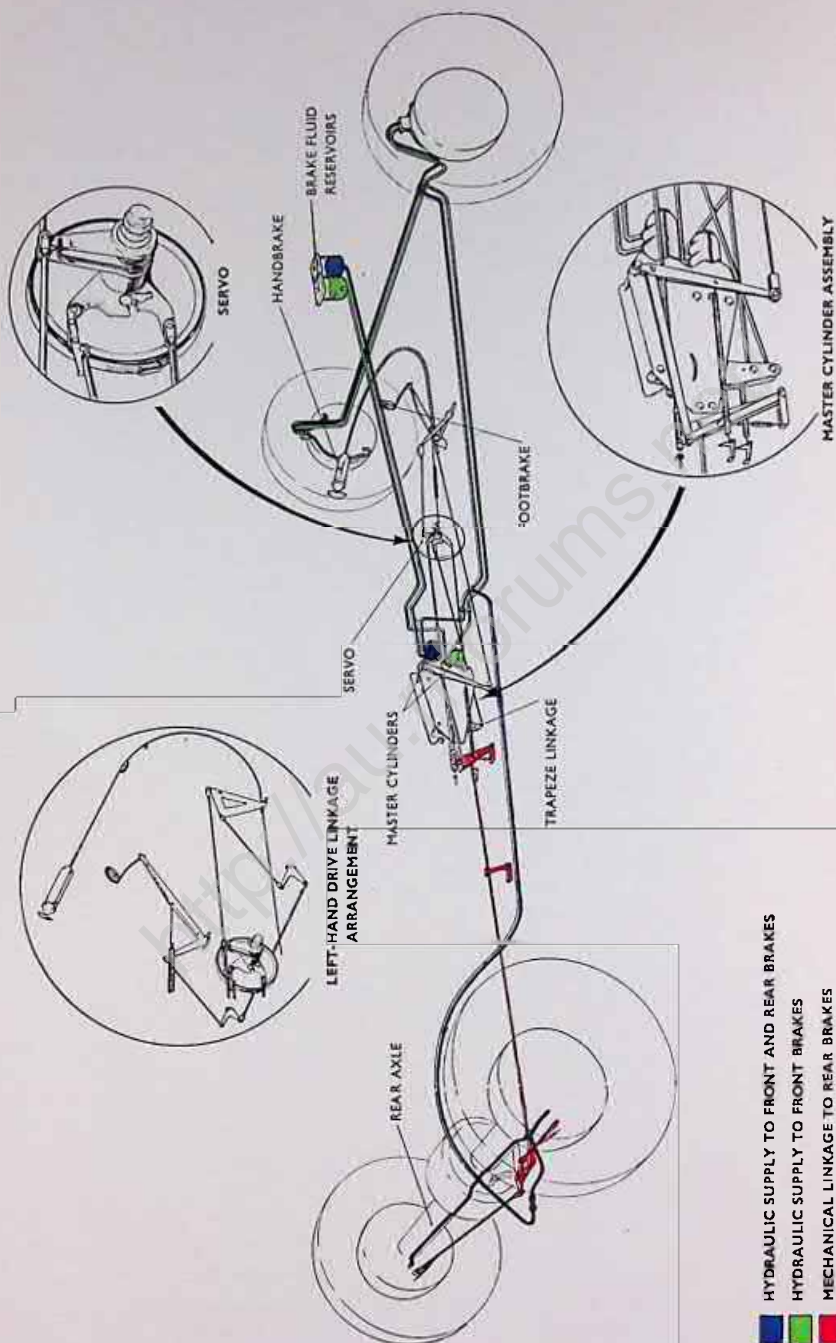 SERVO
LEFT-HAND DRIVE LINKAGE
ARRANGEMENT
HANDBRAKE
BRAKE FLUID
RESERVOIRS
SERVO
REAR AXLE
MASTER CYLINDERS
FOOTBRAKE
TRAPEZE LINKAGE
HYDRAULIC SUPPLY TO FRONT AND REAR BRAKES
HYDRAULIC SUPPLY TO FRONT BRAKES
MECHANICAL LINKAGE TO REAR BRAKES
MASTER CYLINDER ASSEMBLY